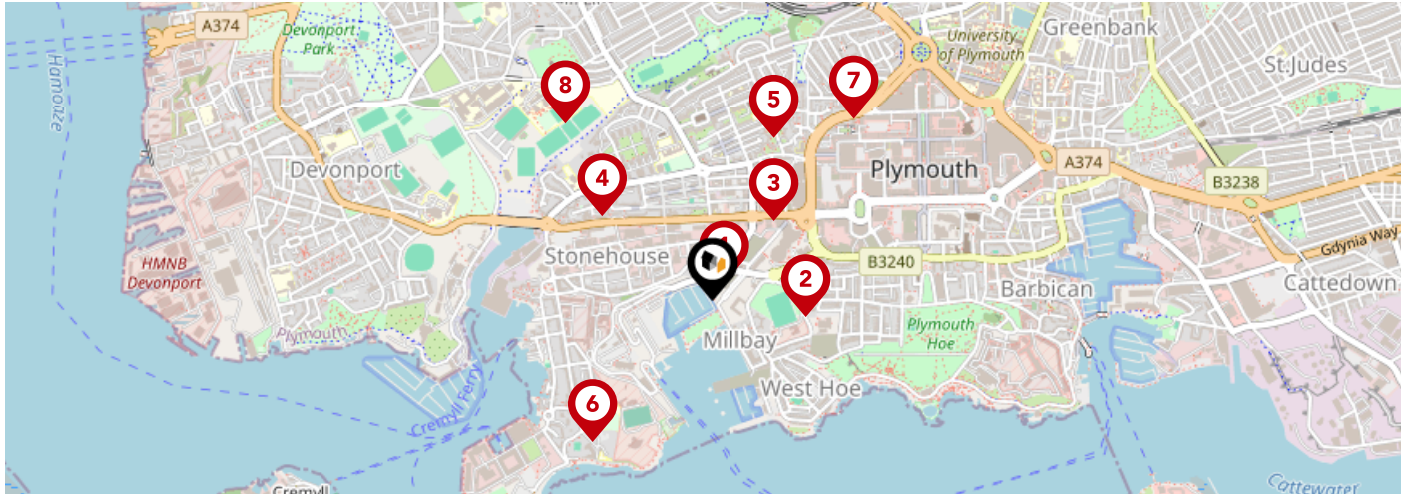 A374
Devonport
Park
University
of Plymouth
Greenbank
St.Judes
Hamoaze
8
7
5
Devonport
4
3
Plymouth
A374
B3238
Gdynia Way
HMNB
Devonport
Stonehouse
1
2
B3240
Barbican
Cattedown
Plymouth
Millbay
Plymouth
Hoe
West Hoe
Cremyll Ferry
6
Cremyll
Cattewater